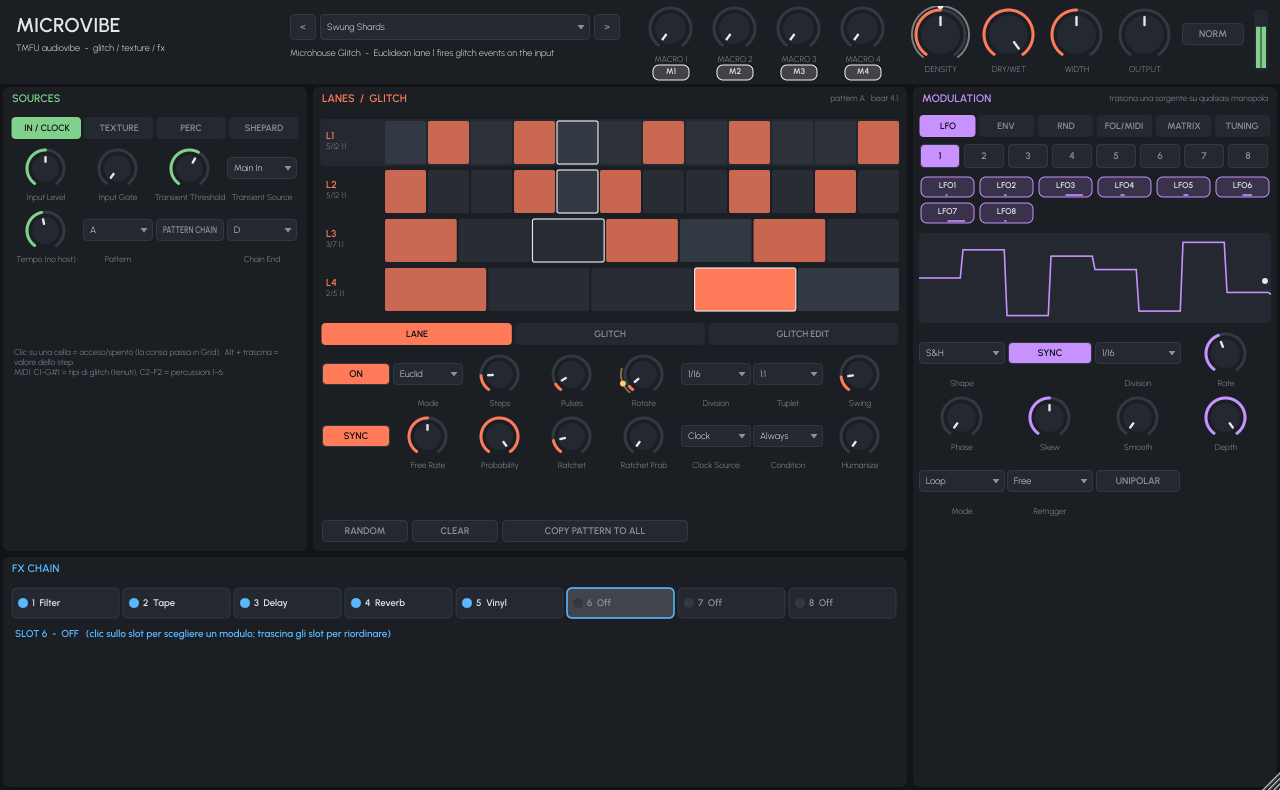 MICROVIBE
TMFU audiovibe - glitch / texture / fx
< Swung Shards >
Microhouse Glitch - Euclidean lane 1 fires glitch events on the input
MACRO 1 MACRO 2 MACRO 3 MACRO 4
M1 M2 M3 M4
DENSITY DRY/WET WIDTH OUTPUT
NORM
SOURCES
IN / CLOCK TEXTURE PERC SHEPARD
Main In
Input Level Input Gate Transient Threshold Transient Source
A PATTERN CHAIN D
Tempo (no host) Pattern Chain End
Clic su una cella = acceso/spento (la corsia passa in Grid). Alt + trascina =
valore dello step.
MIDI: C1-G#1 = tipi di glitch (tenuti), C2-F2 = percussioni 1-6.
LANES / GLITCH
pattern A beat 4.1
L1
5/12 1:1
L2
5/12 1:1
L3
3/7 1:1
L4
2/5 1:1
LANE GLITCH GLITCH EDIT
ON Euclid 1/16 1:1
Mode Steps Pulses Rotate Division Tuplet Swing
SYNC Clock Always
Free Rate Probability Ratchet Ratchet Prob Clock Source Condition Humanize
RANDOM CLEAR COPY PATTERN TO ALL
MODULATION
trascina una sorgente su qualsiasi manopola
LFO ENV RND FOL/MIDI MATRIX TUNING
1 2 3 4 5 6 7 8
LFO1 LFO2 LFO3 LFO4 LFO5 LFO6
LFO7 LFO8
S&H SYNC 1/16
Shape Division Rate
Phase Skew Smooth Depth
Loop Free UNIPOLAR
Mode Retrigger
FX CHAIN
1 Filter 2 Tape 3 Delay 4 Reverb 5 Vinyl 6 Off 7 Off 8 Off
SLOT 6 - OFF (clic sullo slot per scegliere un modulo; trascina gli slot per riordinare)